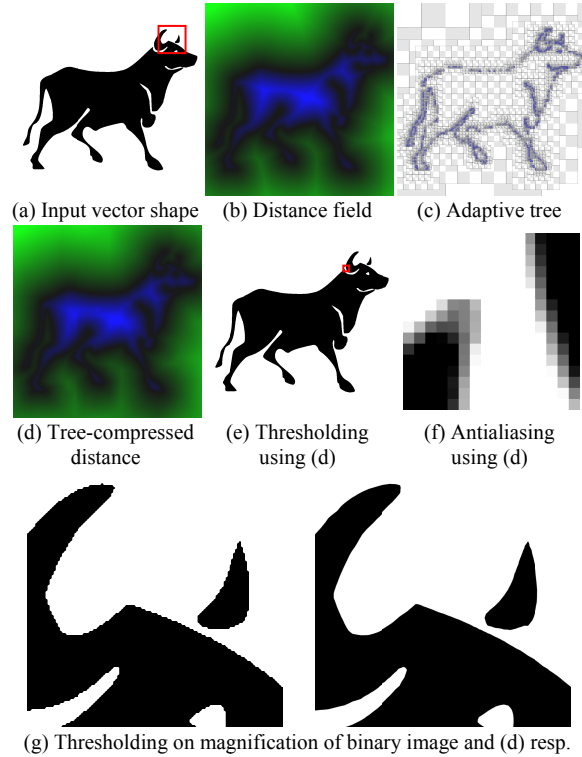 (a) Input vector shape
(b) Distance field
(c) Adaptive tree
(d) Tree-compressed
distance
(e) Thresholding
using (d)
(f) Antialiasing
using (d)
(g) Thresholding on magnification of binary image and (d) resp.